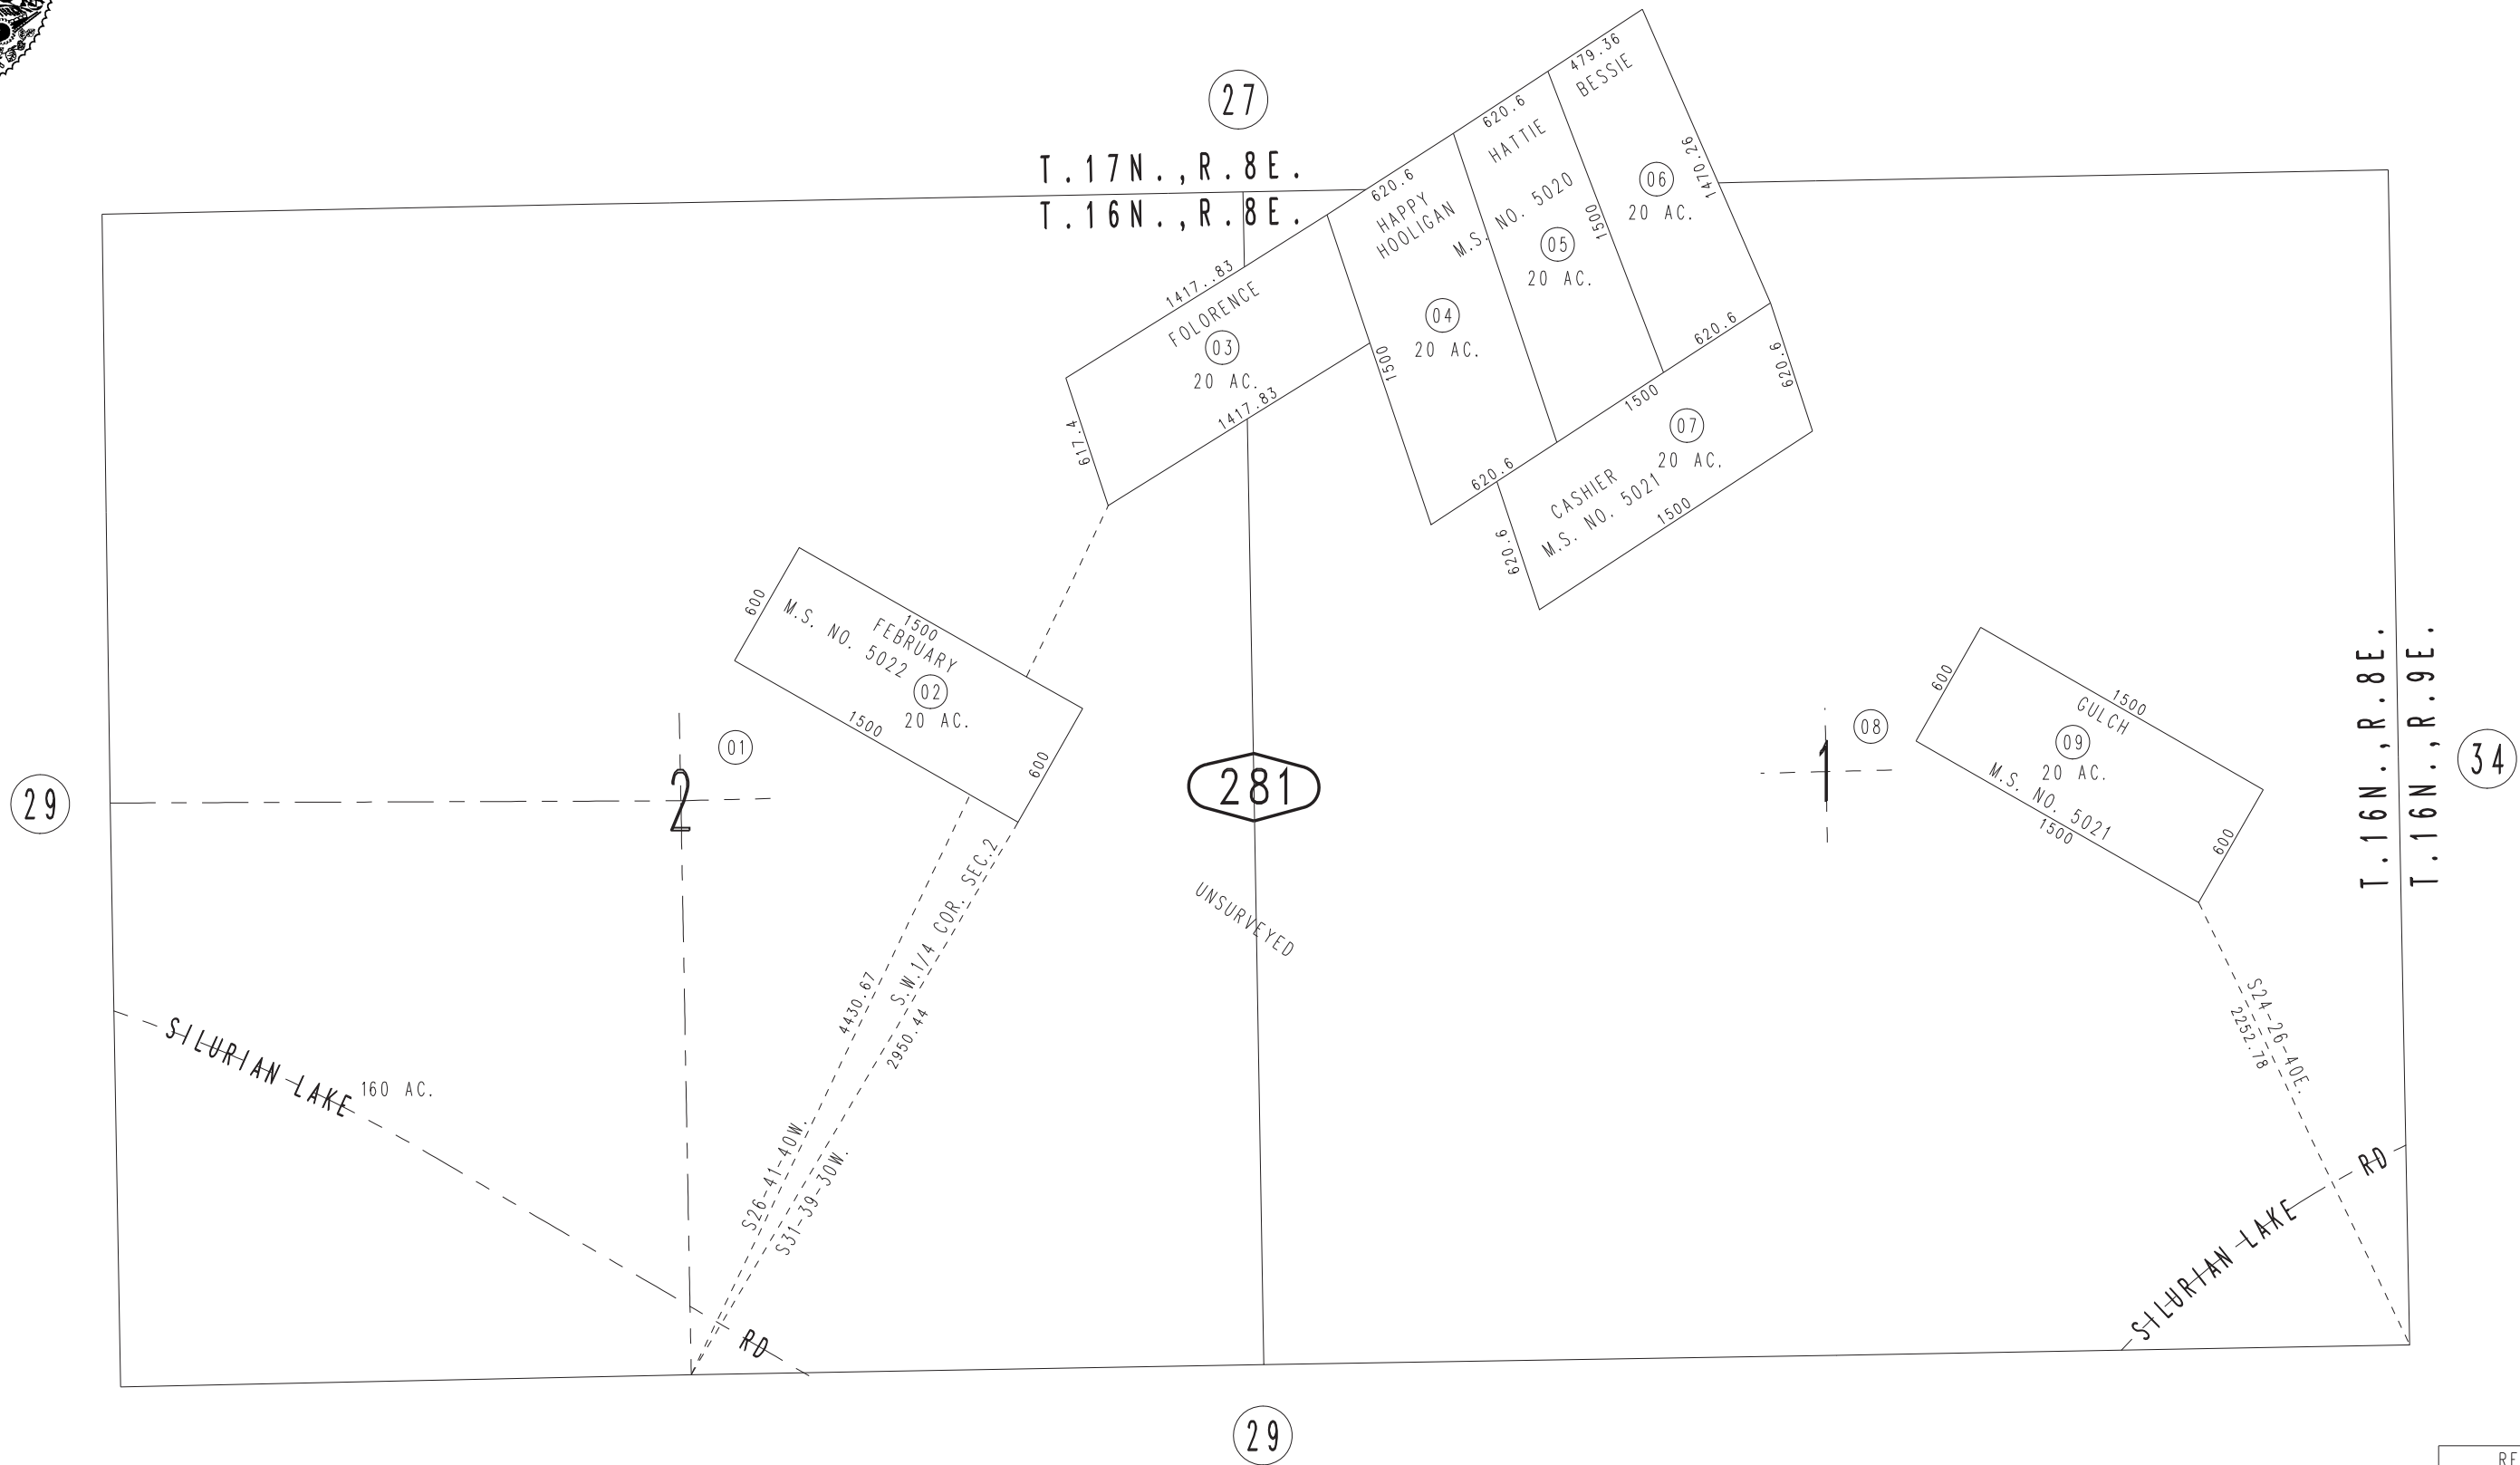 27
T.17N.,R.8E.
T.16N.,R.8E.
479.36
BESSIE
620.6
HATTIE
1470.26
06
20 AC.
620.6
HAPPY
HOOLIGAN
M.S. NO. 5020
1500
05
20 AC.
1417..83
FOLORENCE
03
20 AC.
1417.83
617.4
04
20 AC.
1500
620.6
620.6
1500
07
20 AC.
620.6
CASHIER
M.S. NO. 5021
1500
620.6
600
1500
FEBRUARY
M.S. NO. 5022
02
20 AC.
1500
600
01
2
29
281
UNSURVEYED
1
08
600
1500
GULCH
09
20 AC.
M.S. NO. 5021
1500
600
T.16N.,R.8E.
T.16N.,R.9E.
34
S.W.1/4 COR. SEC.2
4430.67
2950.44
S26-41-40W.
S31-39-30W.
S24-26-40E.
2252.78
SILURIAN LAKE
160 AC.
RD
SILURIAN LAKE
RD
29
RE